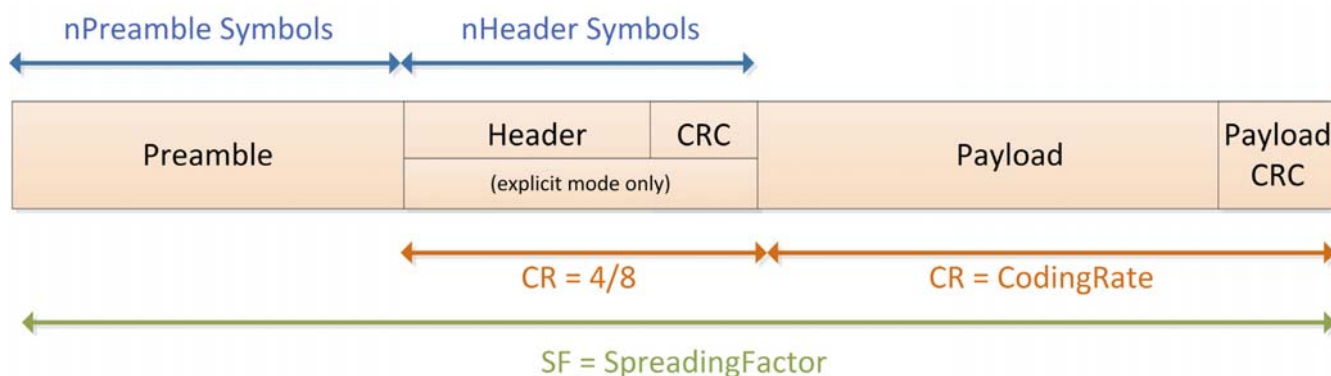 nPreamble Symbols
nHeader Symbols
Preamble
Header
CRC
(explicit mode only)
Payload
Payload
CRC
CR = 4/8
CR = CodingRate
SF = SpreadingFactor